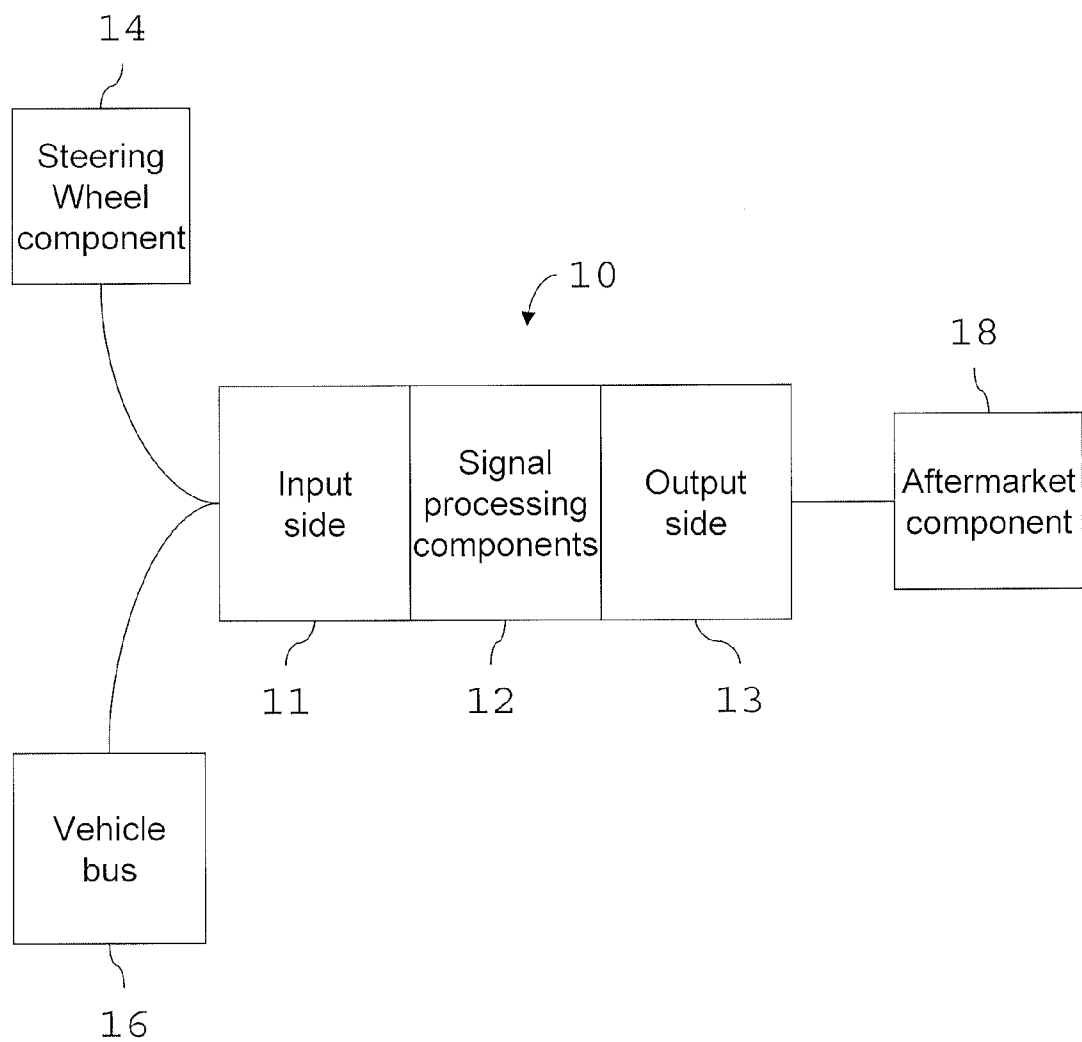 14
Steering
Wheel
component
10
18
Input
side
Signal
processing
components
Output
side
Aftermarket
component
11
12
13
Vehicle
bus
16